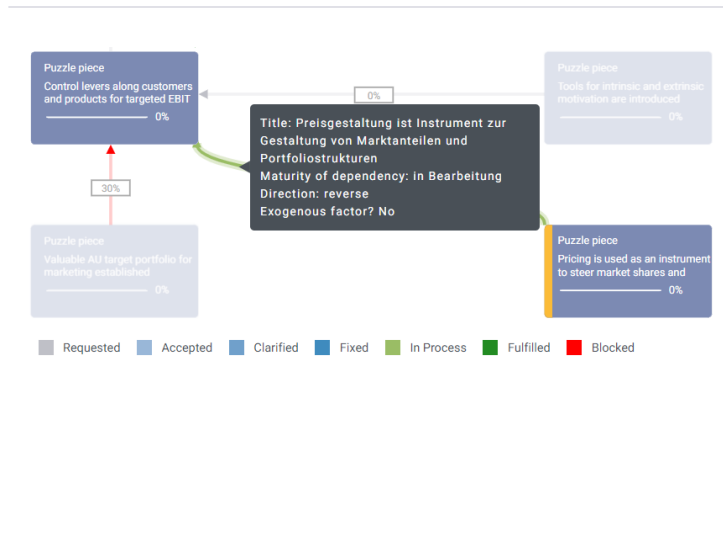 Puzzle piece
Control levers along customers
and products for targeted EBIT
0%
0%
Puzzle piece
Tools for intrinsic and extrinsic
motivation are introduced
0%
Title: Preisgestaltung ist Instrument zur
Gestaltung von Marktanteilen und
Portfoliostrukturen
Maturity of dependency: in Bearbeitung
Direction: reverse
Exogenous factor? No
30%
Puzzle piece
Valuable AU target portfolio for
marketing established
0%
Puzzle piece
Pricing is used as an instrument
to steer market shares and
0%
Requested Accepted Clarified Fixed In Process Fulfilled Blocked